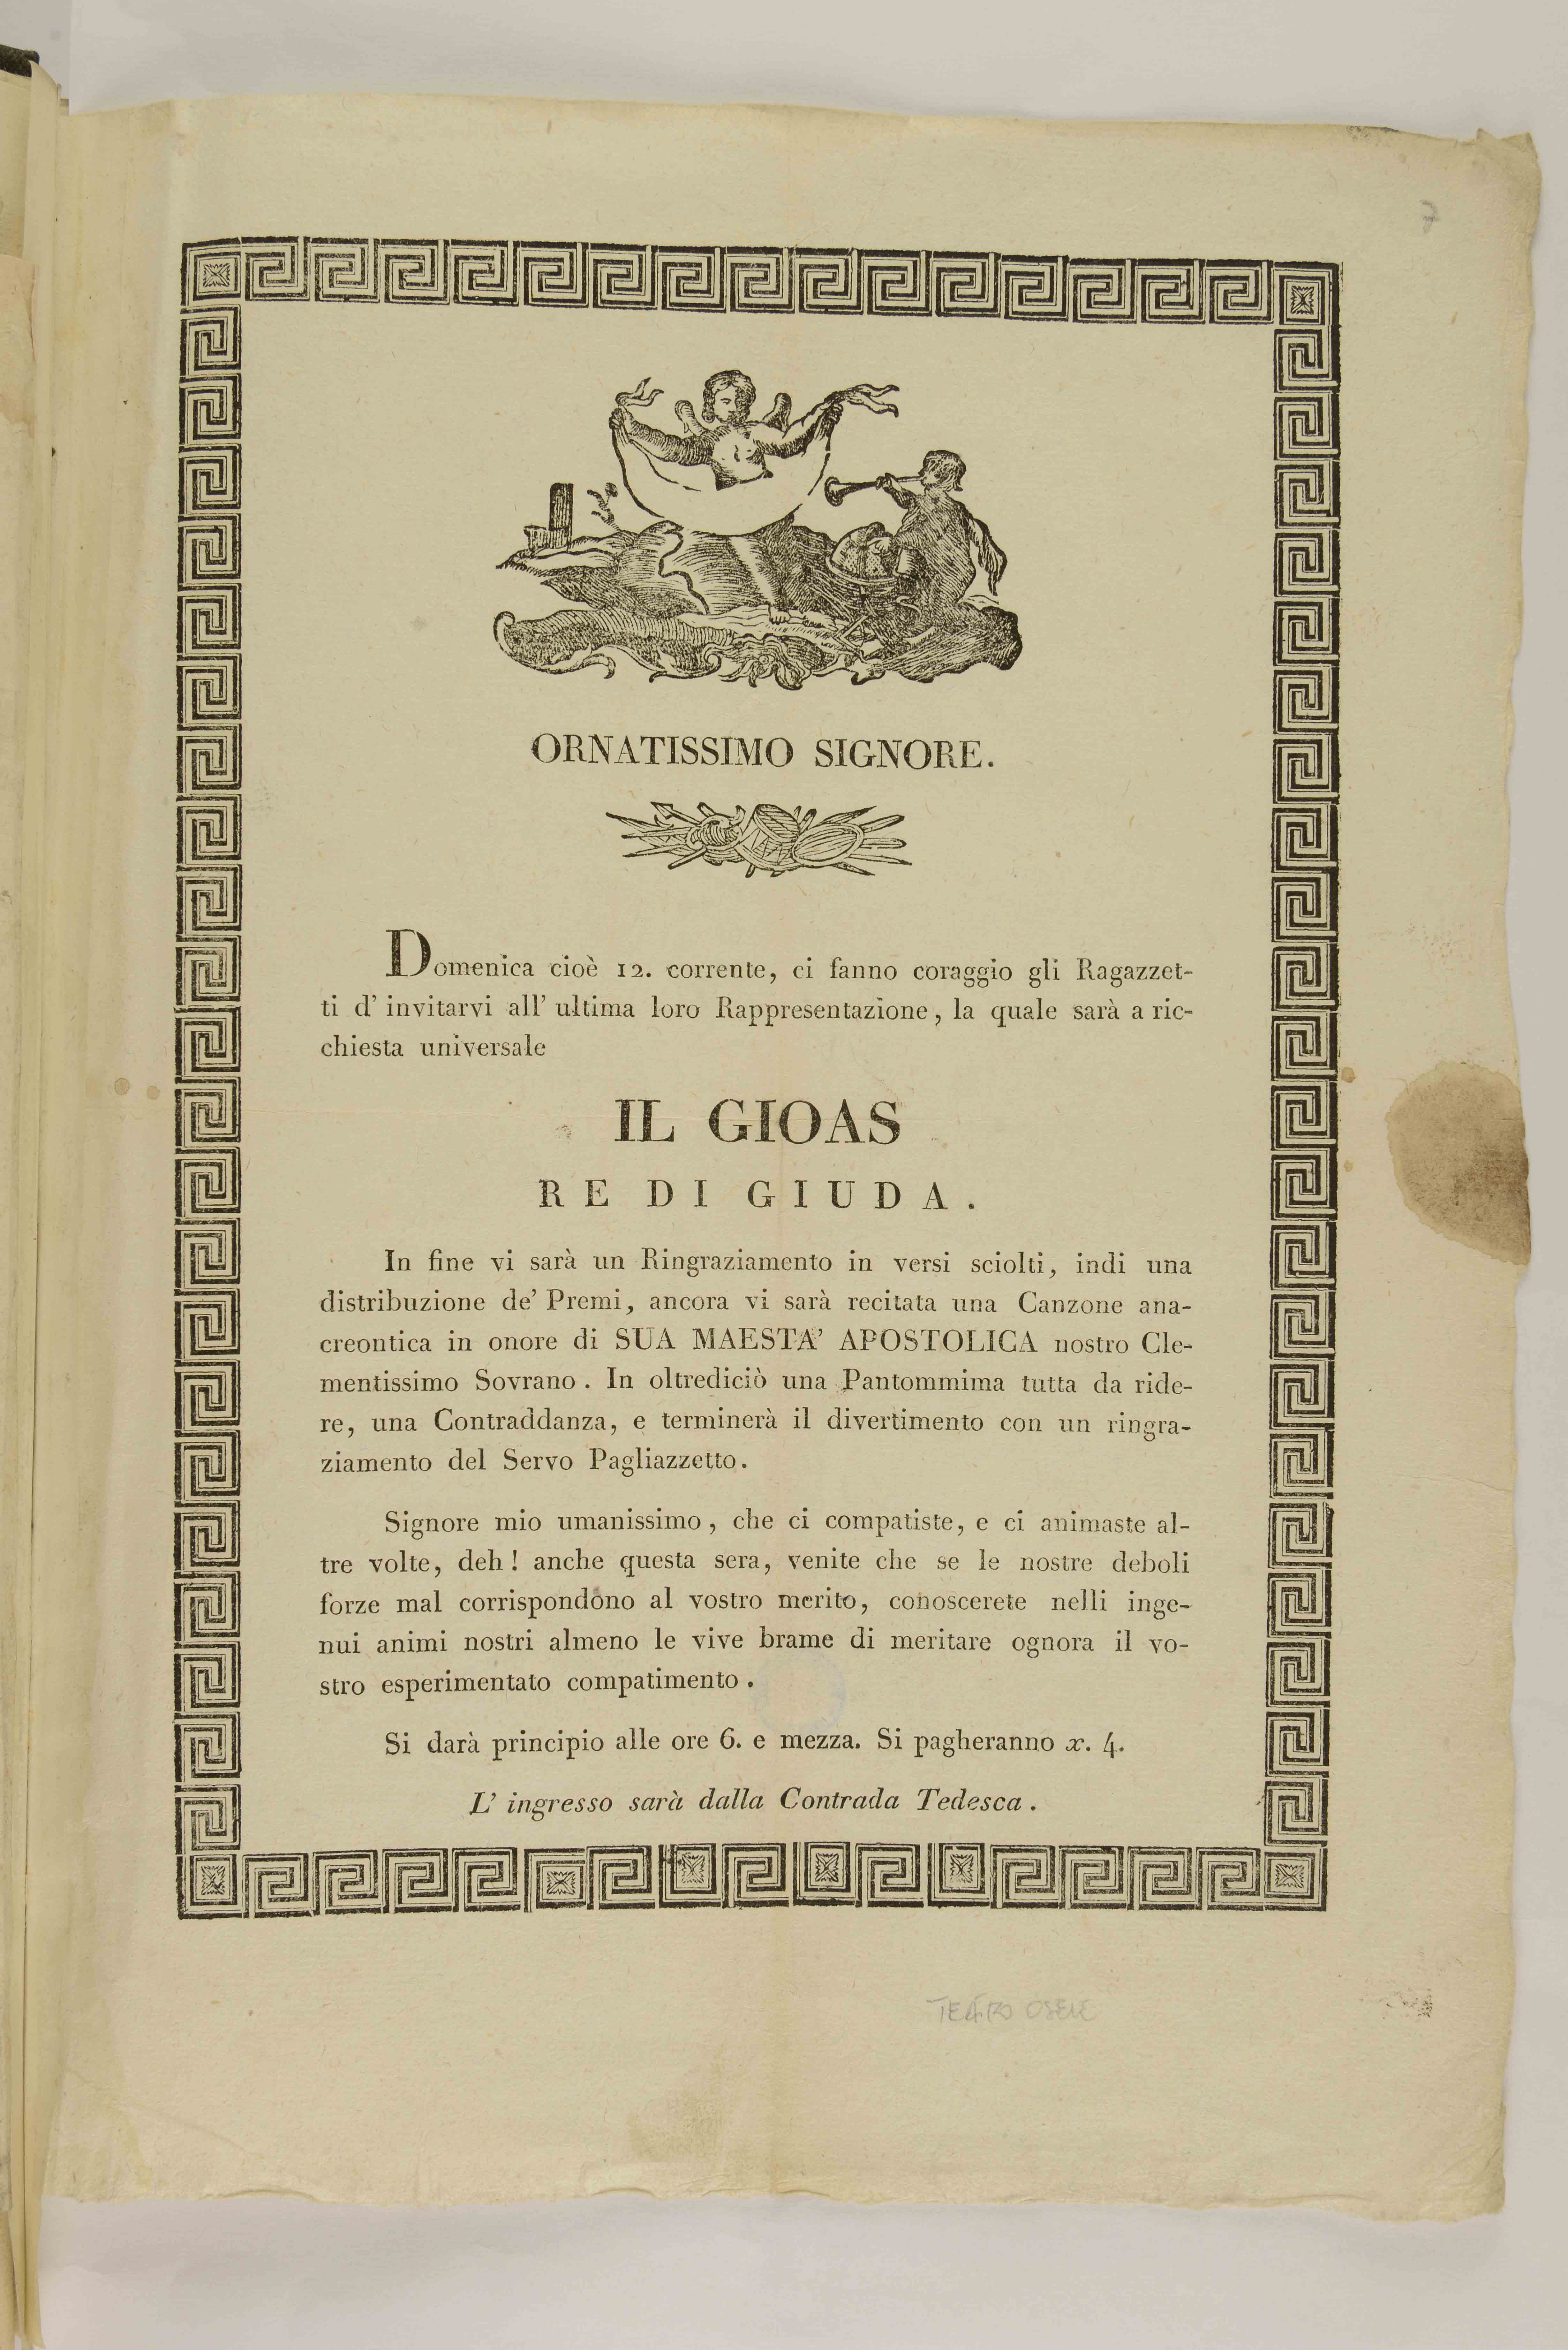 7
ORNATISSIMO SIGNORE.
Domenica cioè 12. corrente, ci fanno coraggio gli Ragazzet-
ti d' invitarvi all' ultima loro Rappresentazione, la quale sarà a ric-
chiesta universale
IL GIOAS
RE DI GIUDA.
In fine vi sarà un Ringraziamento in versi sciolti, indi una
distribuzione de' Premi, ancora vi sarà recitata una Canzone ana-
creontica in onore di SUA MAESTA' APOSTOLICA nostro Cle-
mentissimo Sovrano. In oltrediciò una Pantommima tutta da ride-
re, una Contraddanza, e terminerà il divertimento con un ringra-
ziamento del Servo Pagliazzetto.
Signore mio umanissimo, che ci compatiste, e ci animaste al-
tre volte, deh! anche questa sera, venite che se le nostre deboli
forze mal corrispondono al vostro merito, conoscerete nelli inge-
nui animi nostri almeno le vive brame di meritare ognora il vo-
stro esperimentato compatimento.
Si darà principio alle ore 6. e mezza. Si pagheranno x. 4.
L' ingresso sarà dalla Contrada Tedesca.
TEATRO OSELE